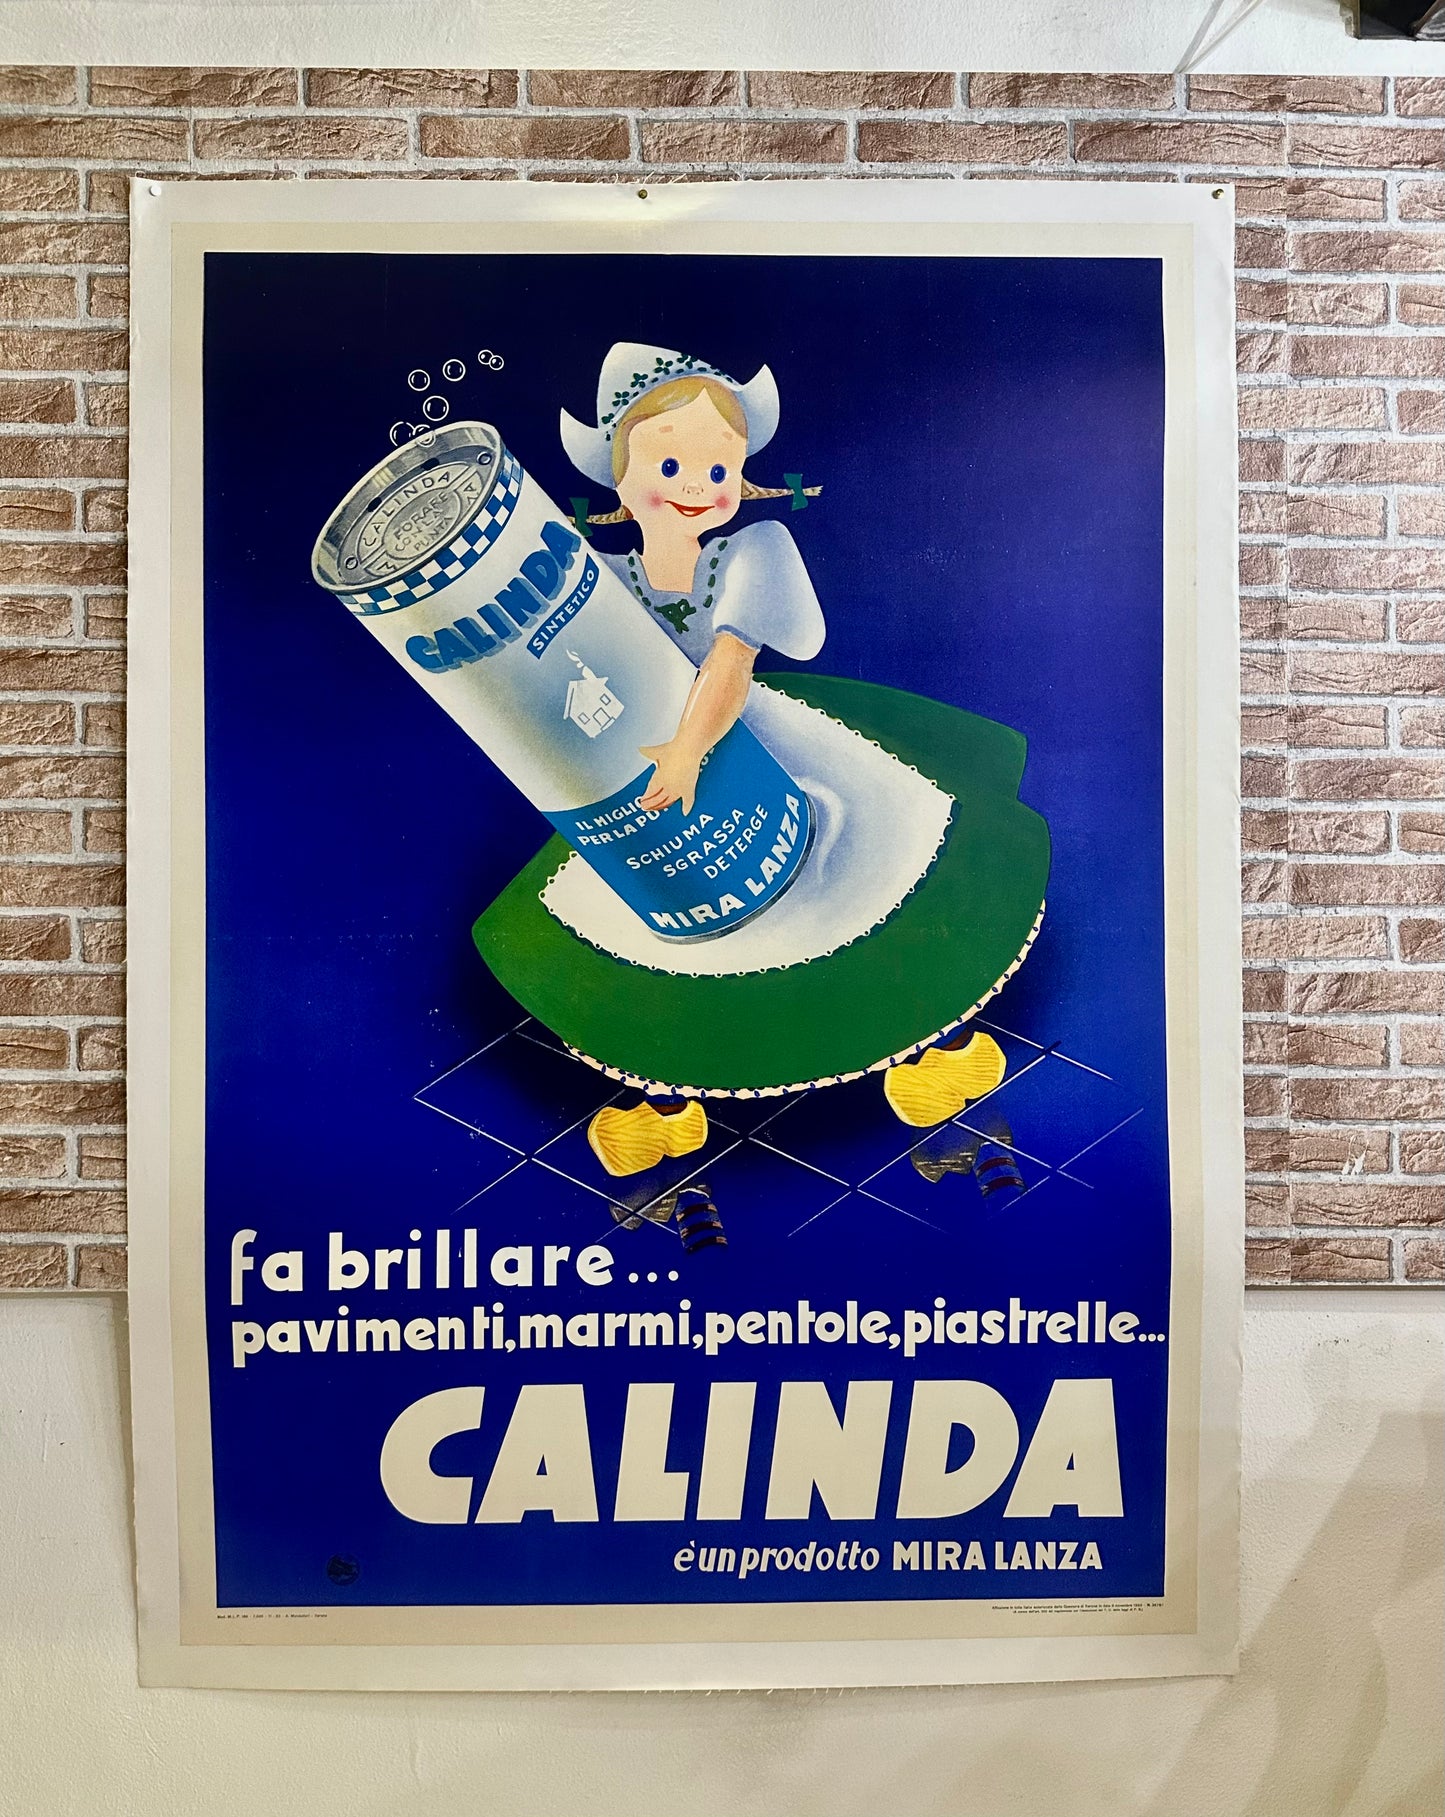 CALINDA
FORARE
CON LA
PUNTA
CALINDA
SINTETICO
IL MIGLIO
PER LA PU
SCHIUMA
SGRASSA
DETERGE
MIRA LANZA
fa brillare...
pavimenti, marmi, pentole, piastrelle...
CALINDA
è un prodotto MIRA LANZA